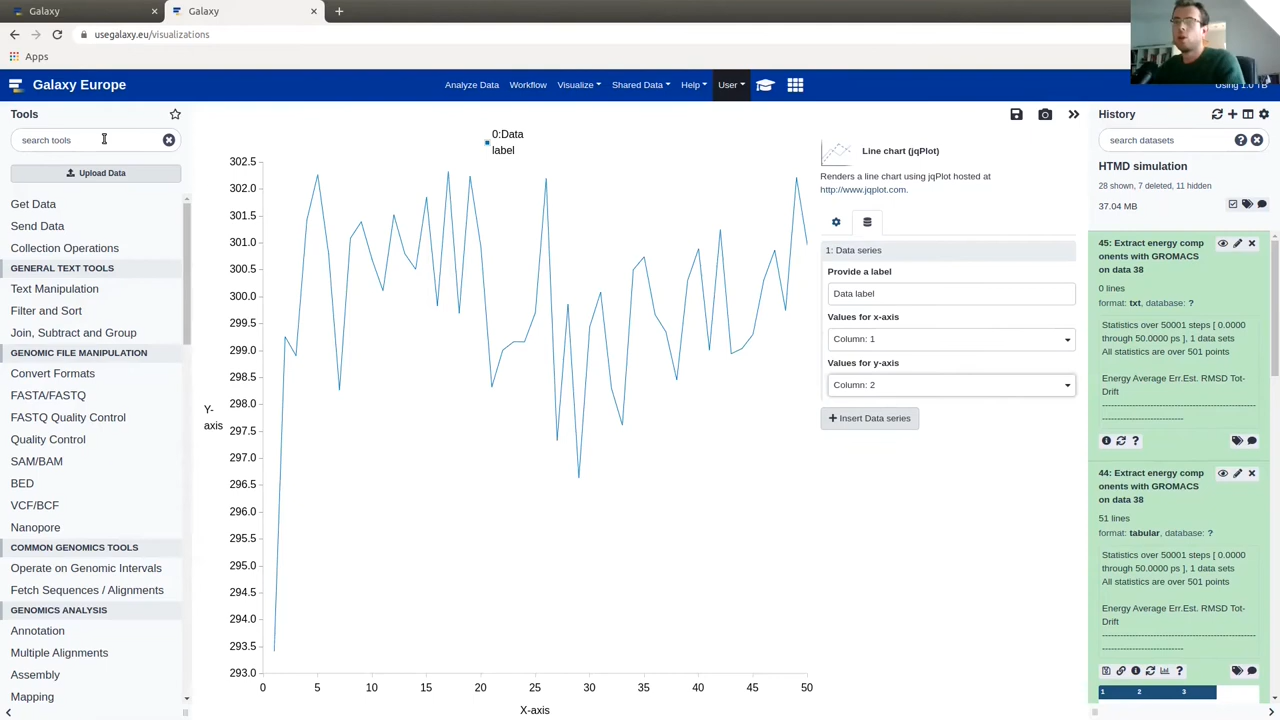 Galaxy
Galaxy
usegalaxy.eu/visualizations
Apps
Galaxy Europe
Analyze Data
Workflow
Visualize
Shared Data
Help
User
Using 1.0 TB
Tools
search tools
Upload Data
Get Data
Send Data
Collection Operations
GENERAL TEXT TOOLS
Text Manipulation
Filter and Sort
Join, Subtract and Group
GENOMIC FILE MANIPULATION
Convert Formats
FASTA/FASTQ
FASTQ Quality Control
Quality Control
SAM/BAM
BED
VCF/BCF
Nanopore
COMMON GENOMICS TOOLS
Operate on Genomic Intervals
Fetch Sequences / Alignments
GENOMICS ANALYSIS
Annotation
Multiple Alignments
Assembly
Mapping
0:Data
label
302.5
302.0
301.5
301.0
300.5
300.0
299.5
299.0
298.5
298.0
297.5
297.0
296.5
296.0
295.5
295.0
294.5
294.0
293.5
293.0
Y-
axis
0 5 10 15 20 25 30 35 40 45 50
X-axis
Line chart (jqPlot)
Renders a line chart using jqPlot hosted at
http://www.jqplot.com.
1: Data series
Provide a label
Data label
Values for x-axis
Column: 1
Values for y-axis
Column: 2
Insert Data series
History
search datasets
HTMD simulation
28 shown, 7 deleted, 11 hidden
37.04 MB
45: Extract energy comp
onents with GROMACS
on data 38
0 lines
format: txt, database: ?
Statistics over 50001 steps [ 0.0000
through 50.0000 ps ], 1 data sets
All statistics are over 501 points
Energy Average Err.Est. RMSD Tot-
Drift
-------------------------------------------------------
------------------------------
44: Extract energy comp
onents with GROMACS
on data 38
51 lines
format: tabular, database: ?
Statistics over 50001 steps [ 0.0000
through 50.0000 ps ], 1 data sets
All statistics are over 501 points
Energy Average Err.Est. RMSD Tot-
Drift
-------------------------------------------------------
------------------------------
1 2 3